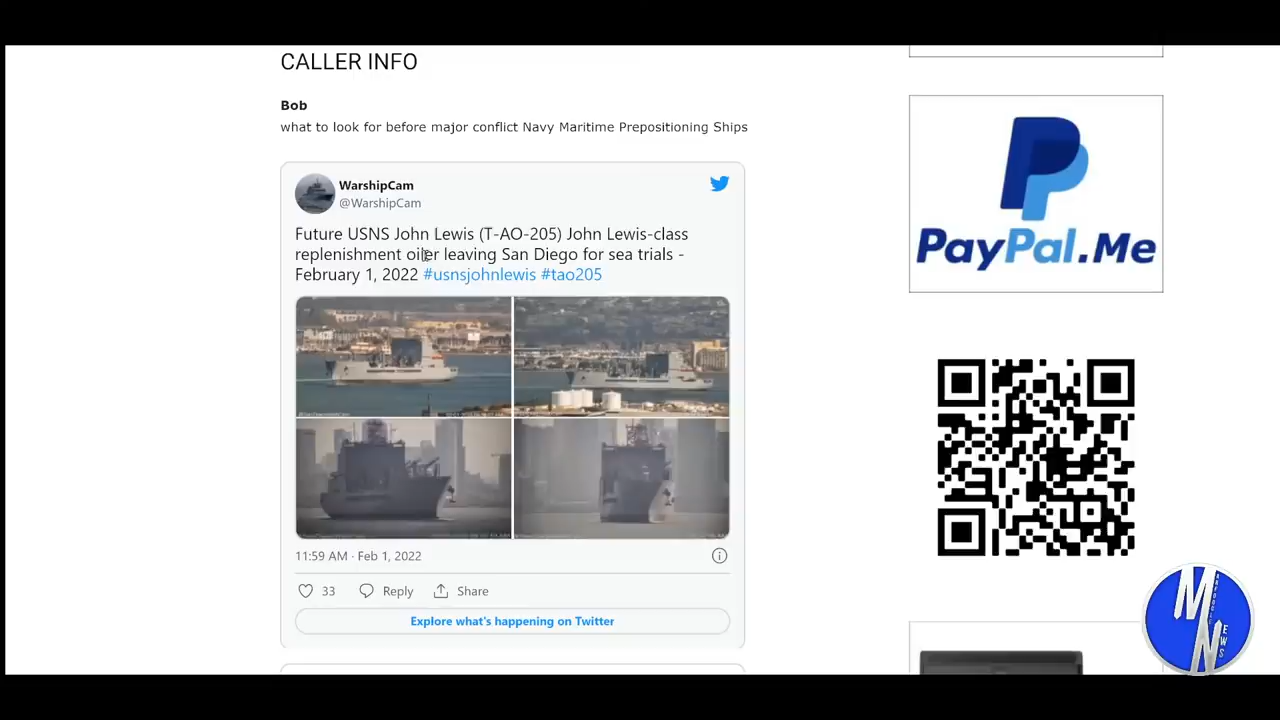 CALLER INFO
Bob
what to look for before major conflict Navy Maritime Prepositioning Ships
WarshipCam
@WarshipCam
Future USNS John Lewis (T-AO-205) John Lewis-class
replenishment oiler leaving San Diego for sea trials -
February 1, 2022 #usnsjohnlewis #tao205
11:59 AM · Feb 1, 2022
33 Reply Share
Explore what's happening on Twitter
PayPal.Me